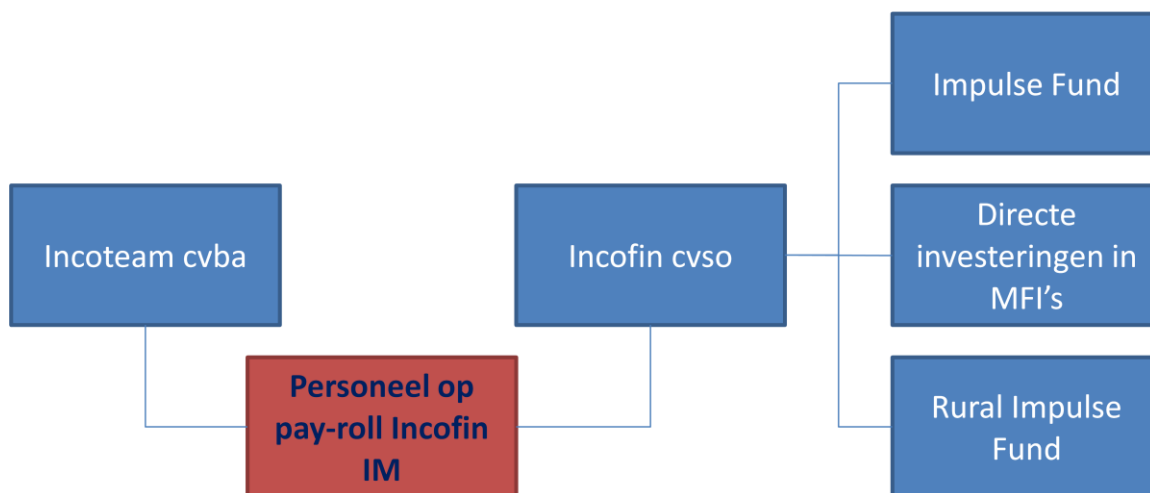 Impulse Fund
Incoteam cvba
Incofin cvso
Directe
investeringen in
MFI’s
Personeel op
pay-roll Incofin
IM
Rural Impulse
Fund